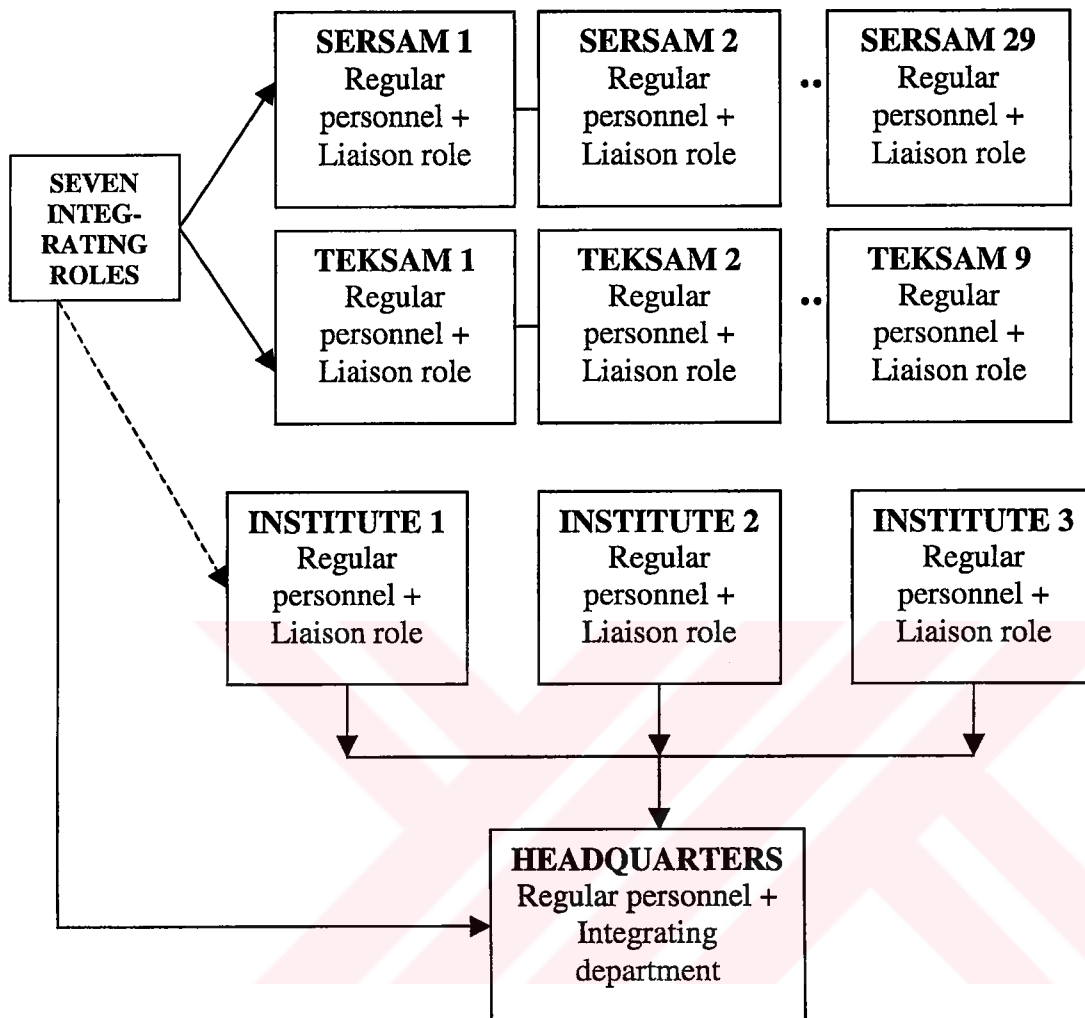 SERSAM 1
Regular
personnel +
Liaison role
SERSAM 2
Regular
personnel +
Liaison role
..
SERSAM 29
Regular
personnel +
Liaison role
SEVEN
INTEG-
RATING
ROLES
TEKSAM 1
Regular
personnel +
Liaison role
TEKSAM 2
Regular
personnel +
Liaison role
..
TEKSAM 9
Regular
personnel +
Liaison role
INSTITUTE 1
Regular
personnel +
Liaison role
INSTITUTE 2
Regular
personnel +
Liaison role
INSTITUTE 3
Regular
personnel +
Liaison role
HEADQUARTERS
Regular personnel +
Integrating
department